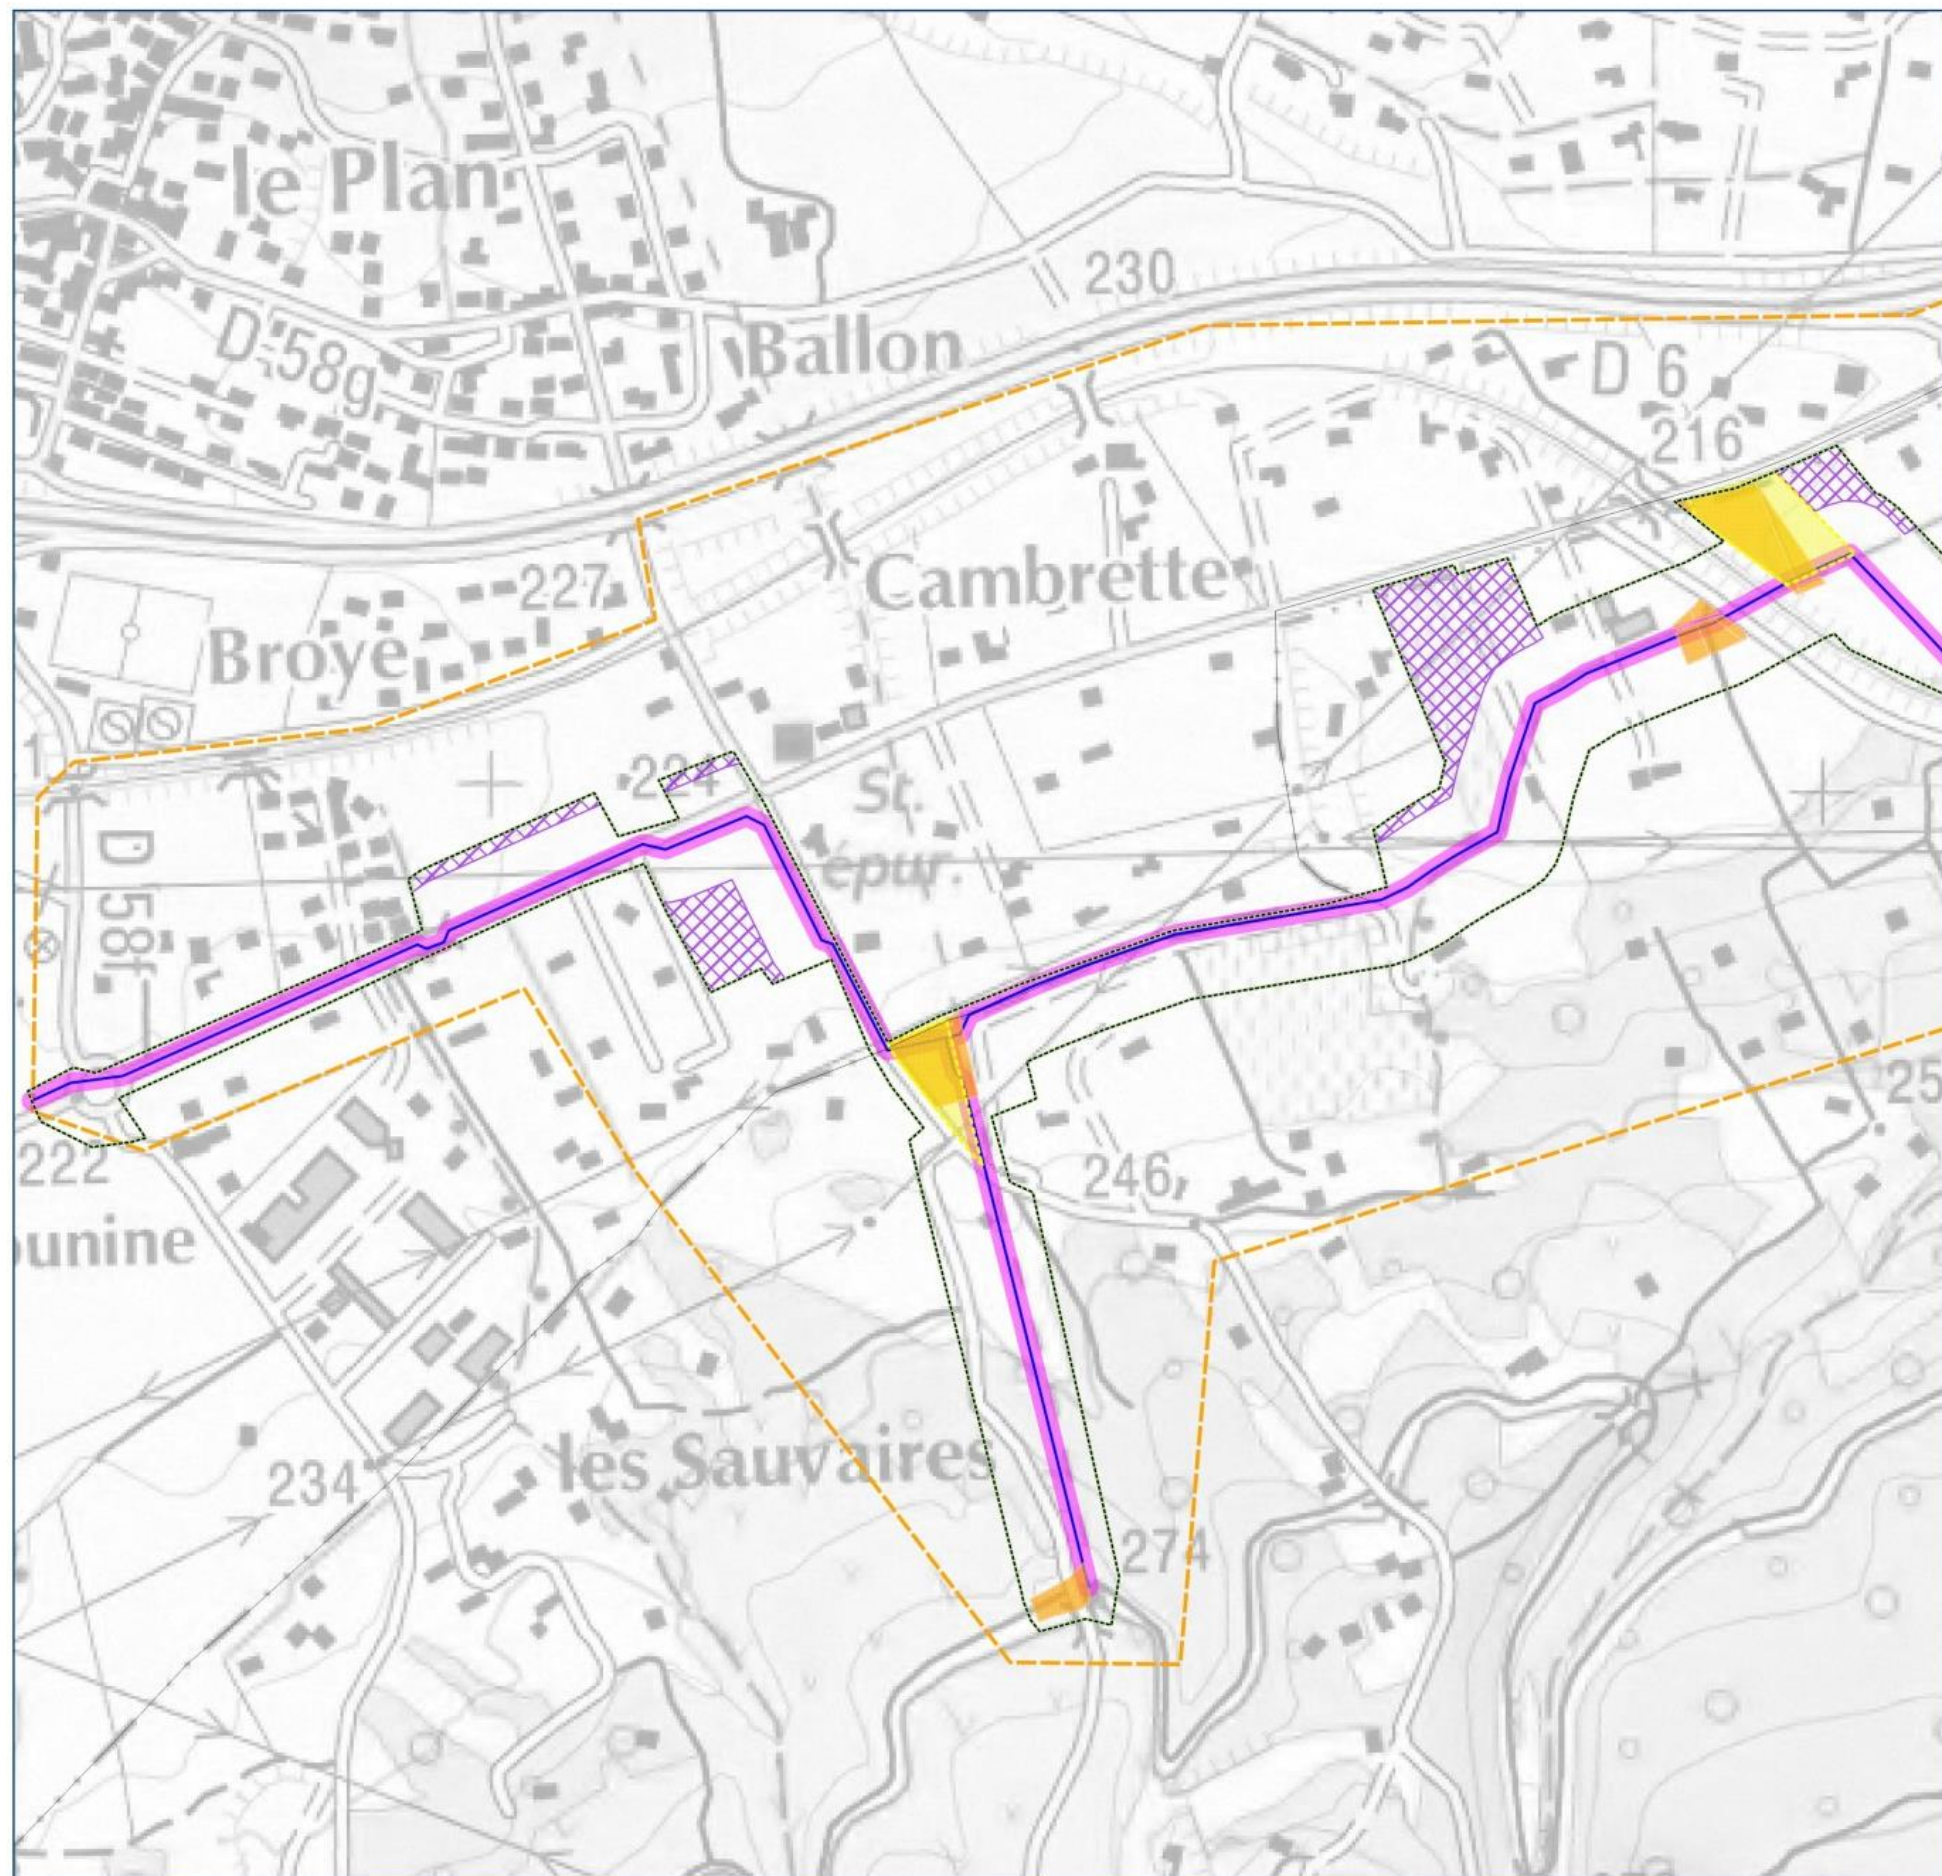 le Plan
230
D 58g
Ballon
D 6
216
Cambrette
227
Broye
224
St.
épur.
D 58f
222
246
25
ounine
les Sauvaires
234
274